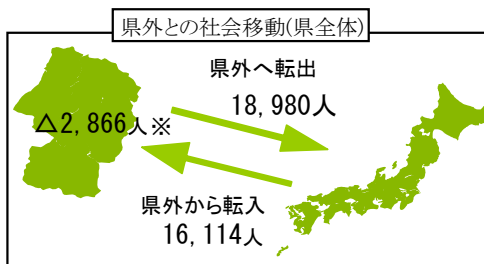 県外との社会移動(県全体)
県外へ転出
18,980人
△2,866人※
県外から転入
16,114人